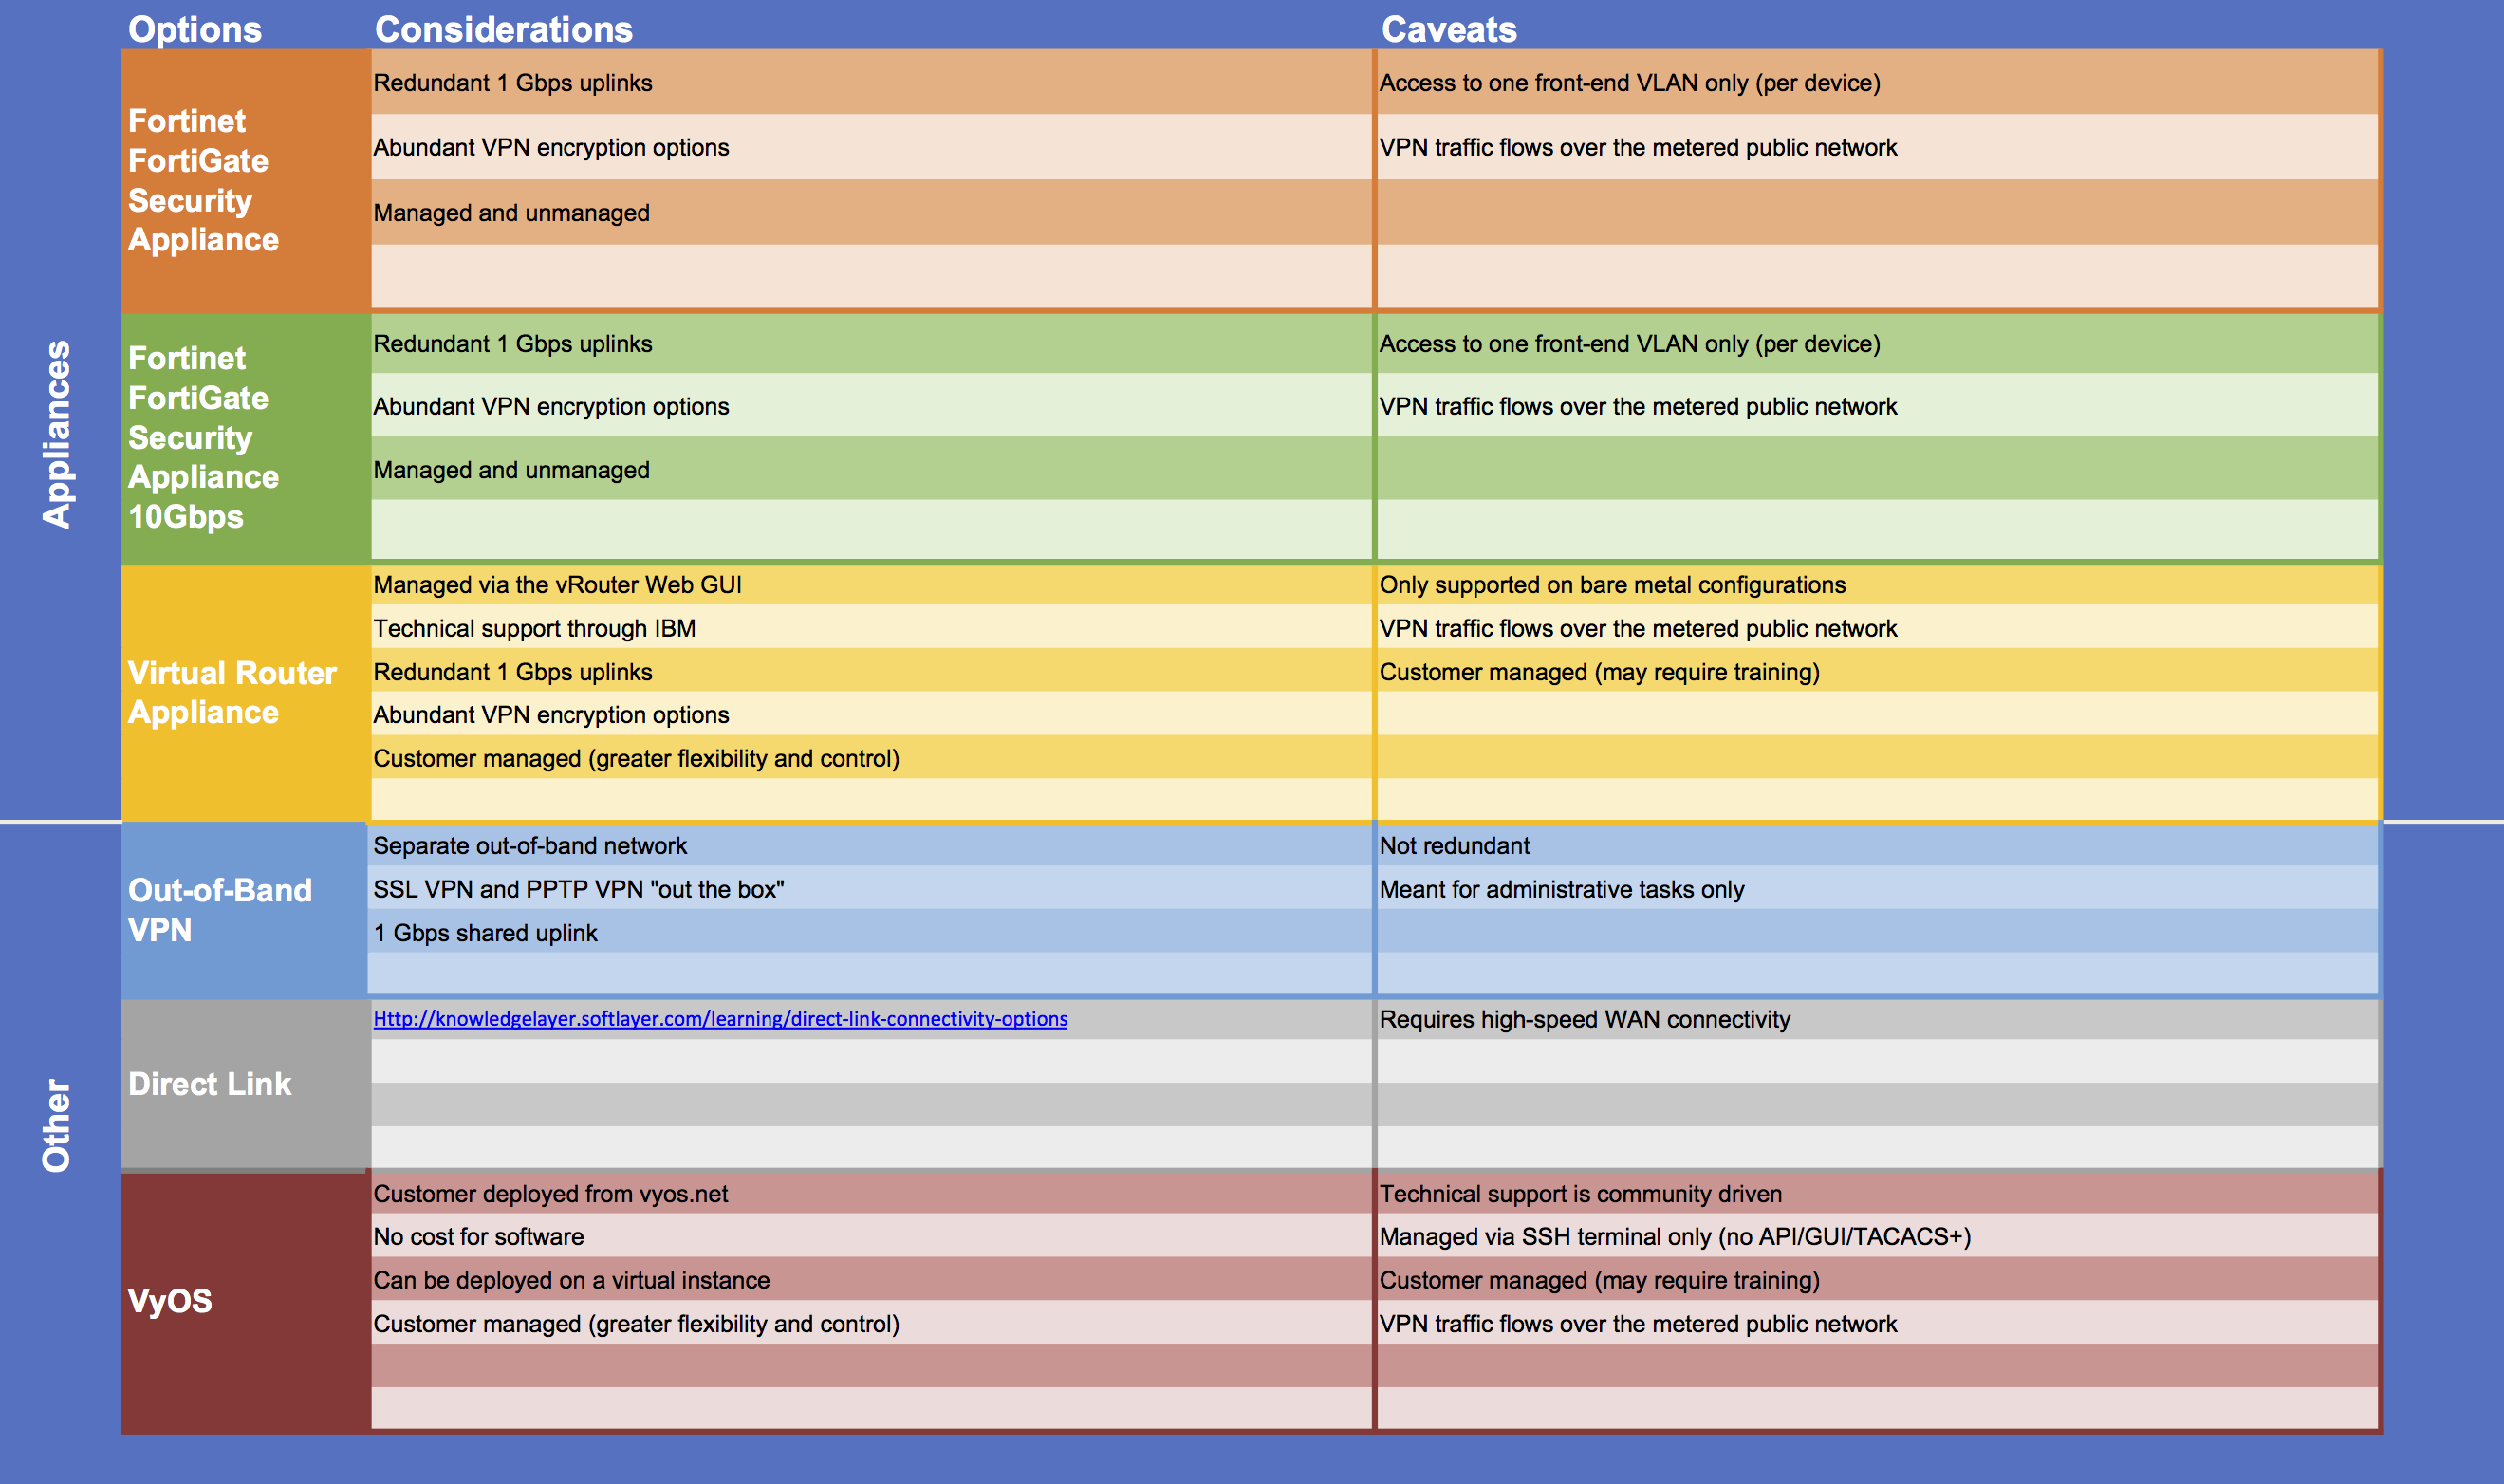 Options
Considerations
Caveats
Appliances
Fortinet
FortiGate
Security
Appliance
Redundant 1 Gbps uplinks
Access to one front-end VLAN only (per device)
Abundant VPN encryption options
VPN traffic flows over the metered public network
Managed and unmanaged
Fortinet
FortiGate
Security
Appliance
10Gbps
Redundant 1 Gbps uplinks
Access to one front-end VLAN only (per device)
Abundant VPN encryption options
VPN traffic flows over the metered public network
Managed and unmanaged
Virtual Router
Appliance
Managed via the vRouter Web GUI
Only supported on bare metal configurations
Technical support through IBM
VPN traffic flows over the metered public network
Redundant 1 Gbps uplinks
Customer managed (may require training)
Abundant VPN encryption options
Customer managed (greater flexibility and control)
Other
Out-of-Band
VPN
Separate out-of-band network
Not redundant
SSL VPN and PPTP VPN "out the box"
Meant for administrative tasks only
1 Gbps shared uplink
Direct Link
Http://knowledgelayer.softlayer.com/learning/direct-link-connectivity-options
Requires high-speed WAN connectivity
VyOS
Customer deployed from vyos.net
Technical support is community driven
No cost for software
Managed via SSH terminal only (no API/GUI/TACACS+)
Can be deployed on a virtual instance
Customer managed (may require training)
Customer managed (greater flexibility and control)
VPN traffic flows over the metered public network